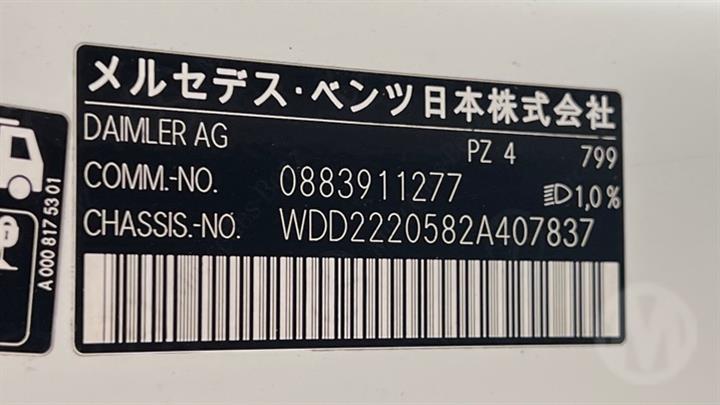 メルセデス・ベンツ日本株式会社
DAIMLER AG PZ 4 799
COMM.-NO. 0883911277 1,0%
CHASSIS.-NO. WDD2220582A407837
A 000 817 53 01